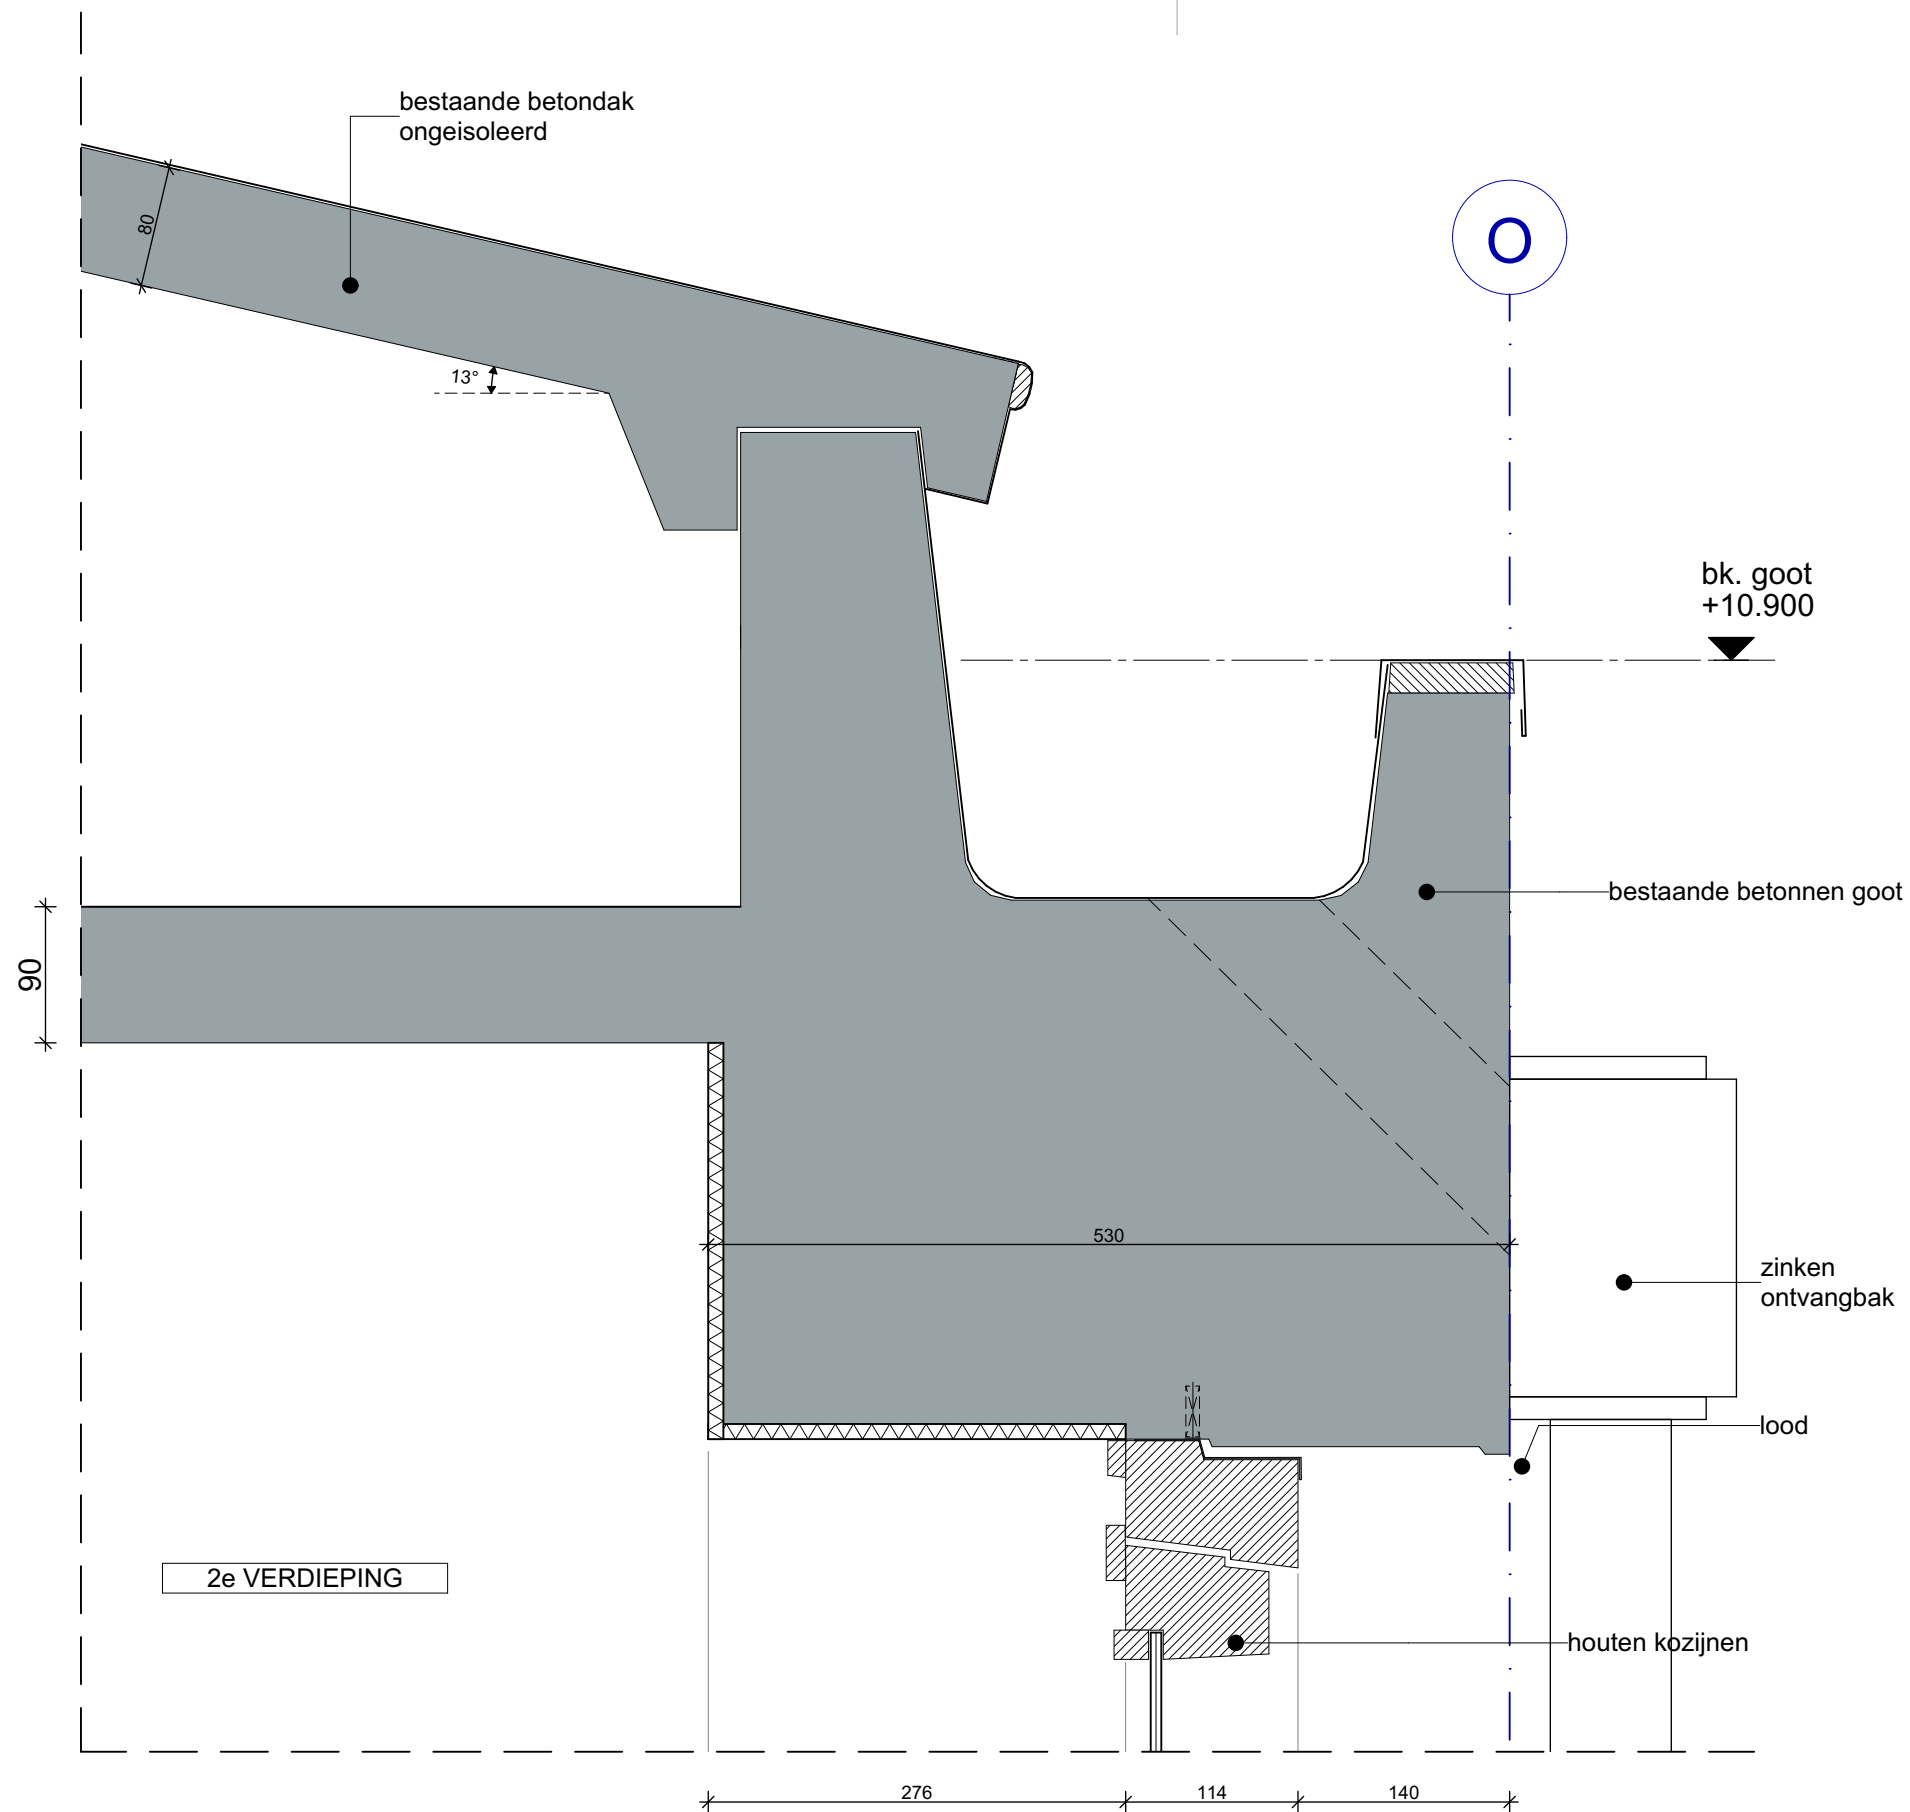 bestaande betondak
ongeisoleerd
80
O
13°
bk. goot
+10.900
bestaande betonnen goot
90
530
zinken
ontvangbak
lood
2e VERDIEPING
houten kozijnen
276
114
140